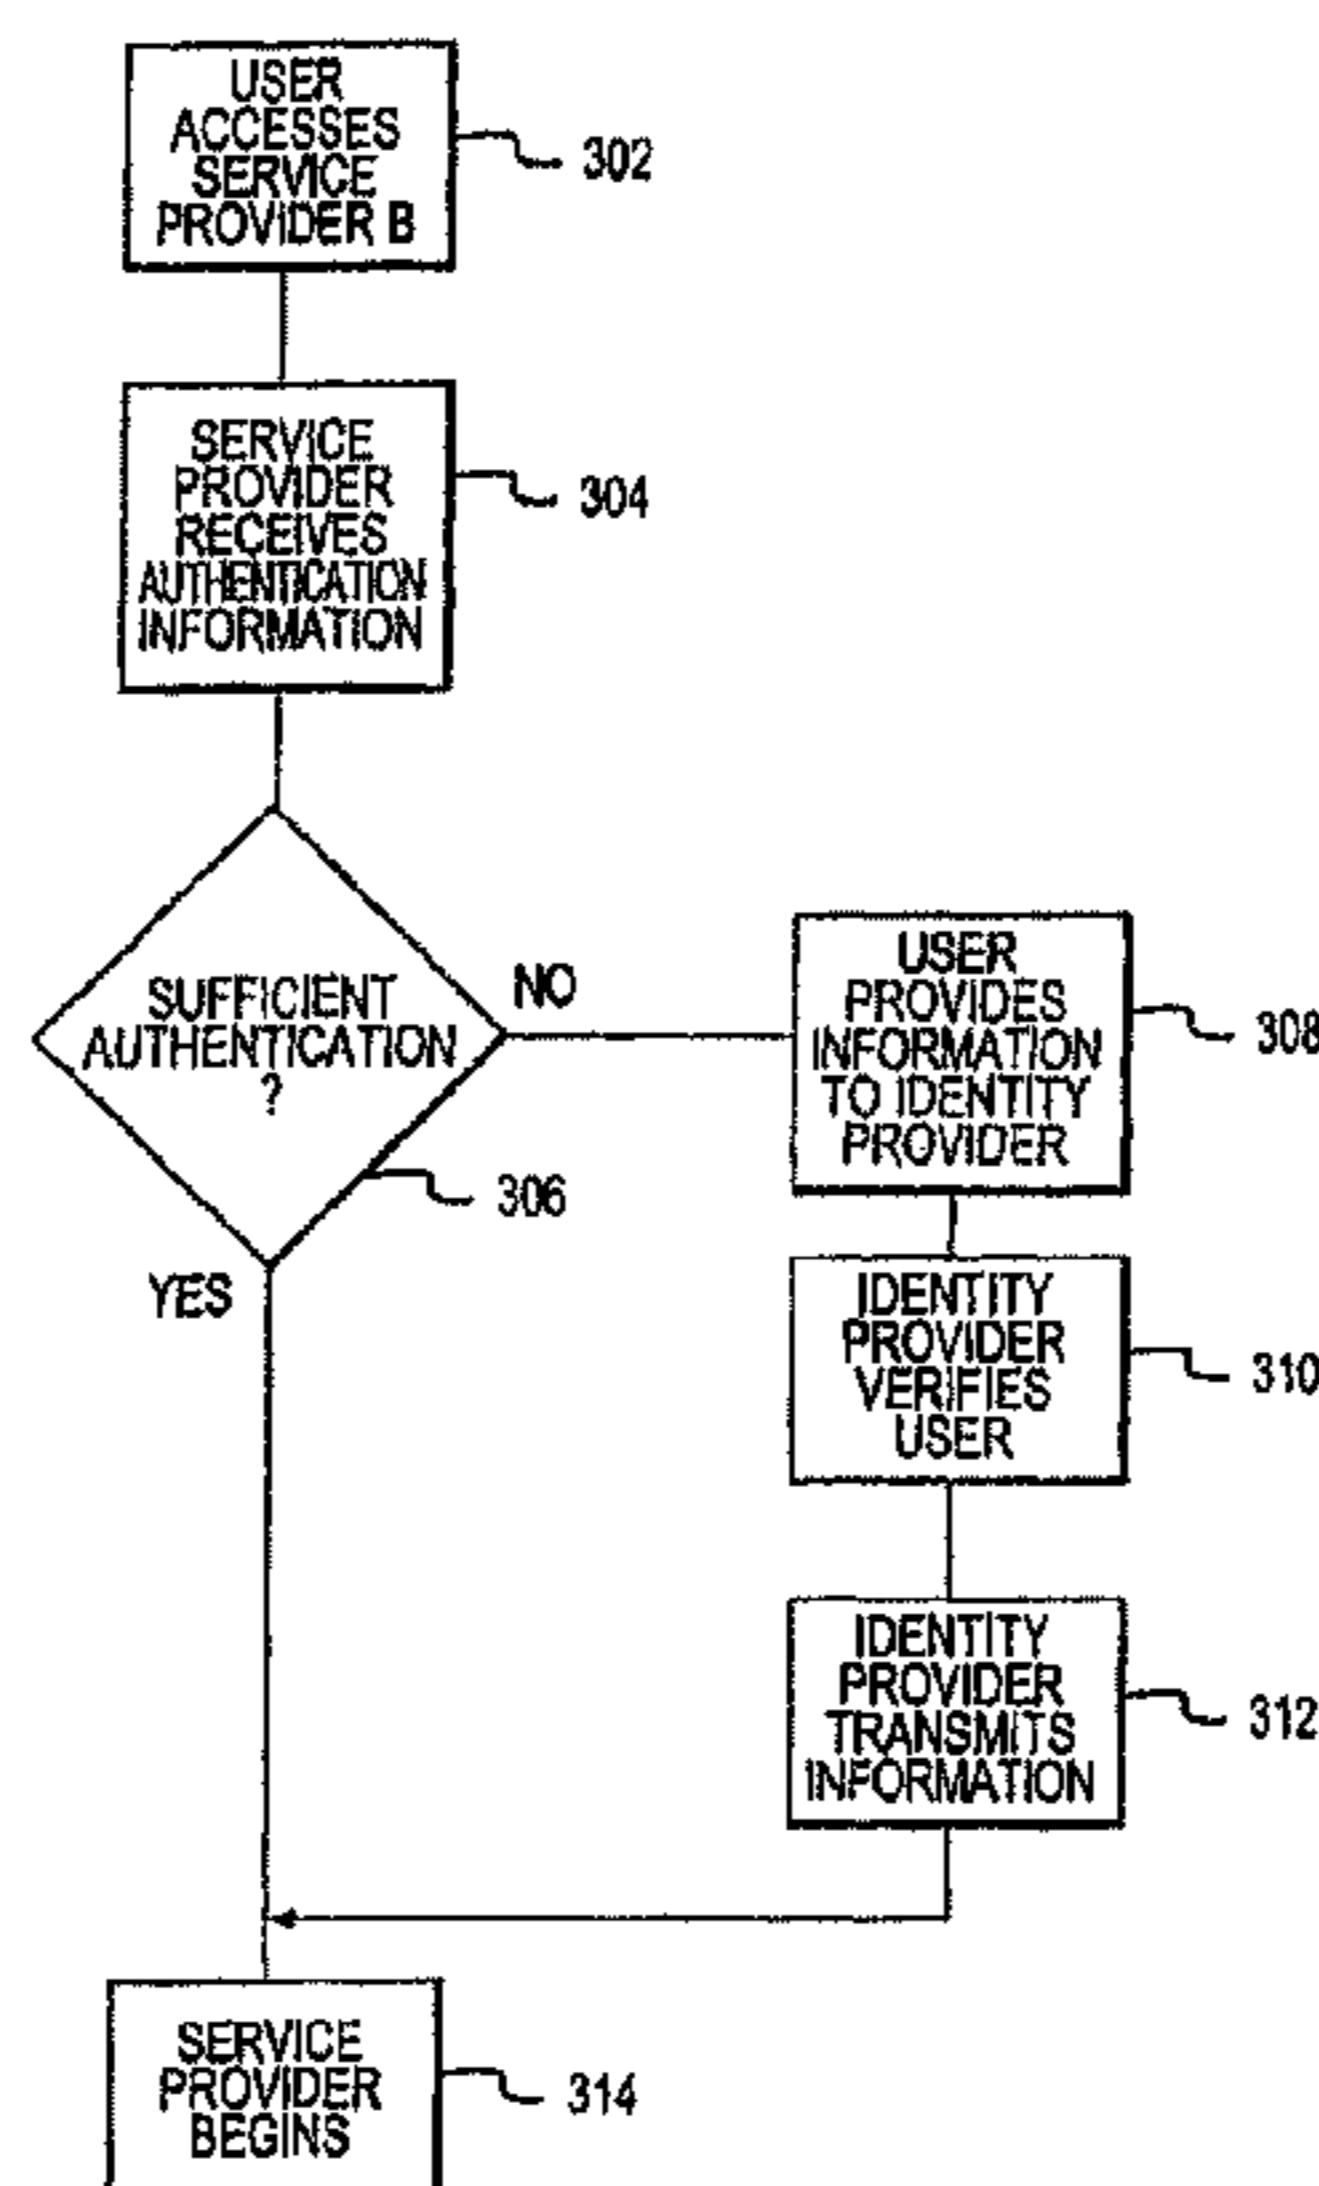 USER
ACCESSES
SERVICE
PROVIDER B
302
SERVICE
PROVIDER
RECEIVES
AUTHENTICATION
INFORMATION
304
SUFFICIENT
AUTHENTICATION
?
NO
306
YES
USER
PROVIDES
INFORMATION
TO IDENTITY
PROVIDER
308
IDENTITY
PROVIDER
VERIFIES
USER
310
IDENTITY
PROVIDER
TRANSMITS
INFORMATION
312
SERVICE
PROVIDER
BEGINS
314